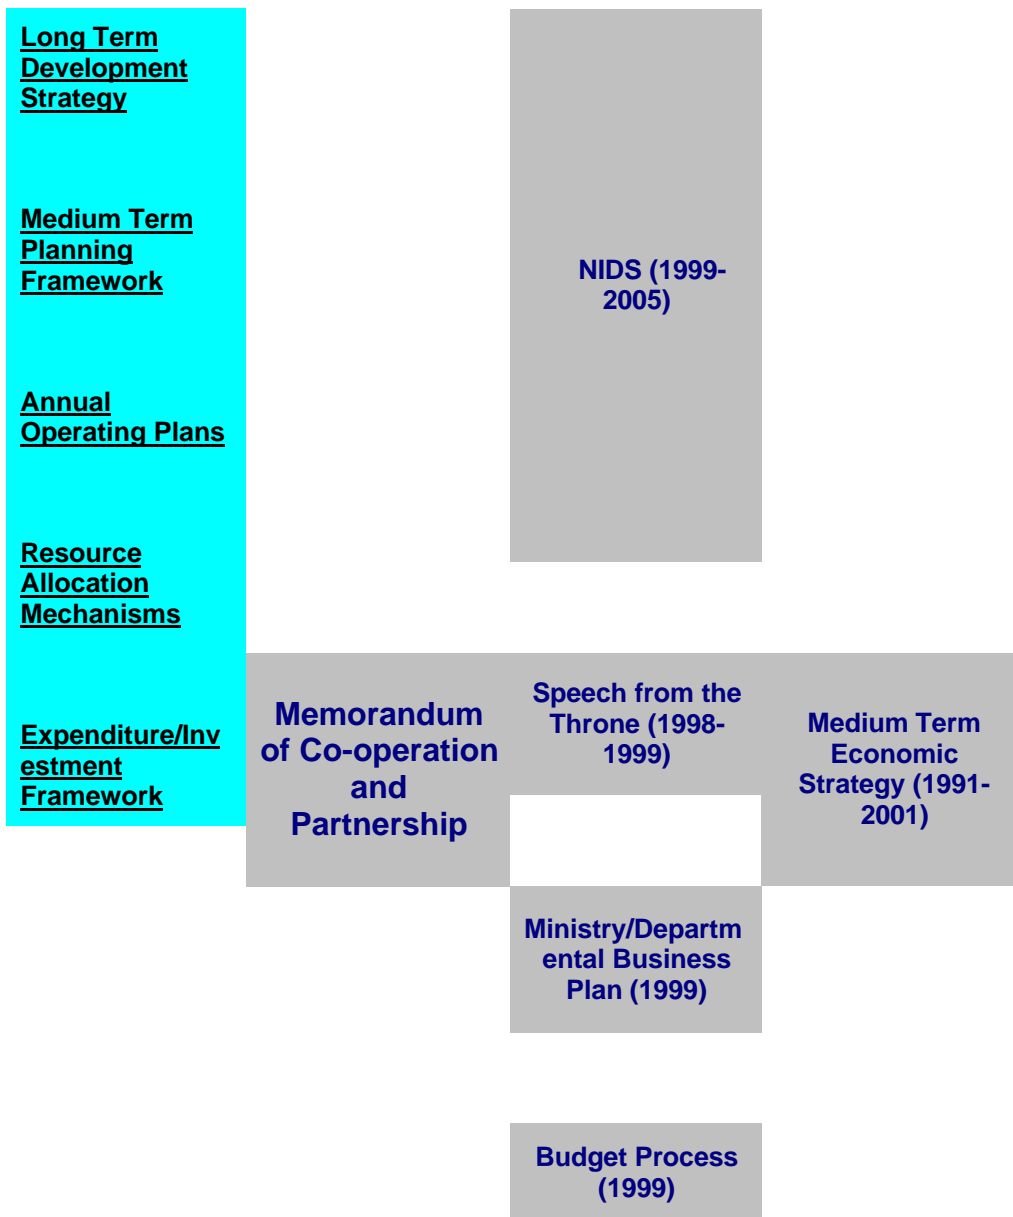 Long Term
Development
Strategy
Medium Term
Planning
Framework
Annual
Operating Plans
Resource
Allocation
Mechanisms
Expenditure/Inv
estment
Framework
NIDS (1999-
2005)
Memorandum
of Co-operation
and
Partnership
Speech from the
Throne (1998-
1999)
Medium Term
Economic
Strategy (1991-
2001)
Ministry/Departm
ental Business
Plan (1999)
Budget Process
(1999)